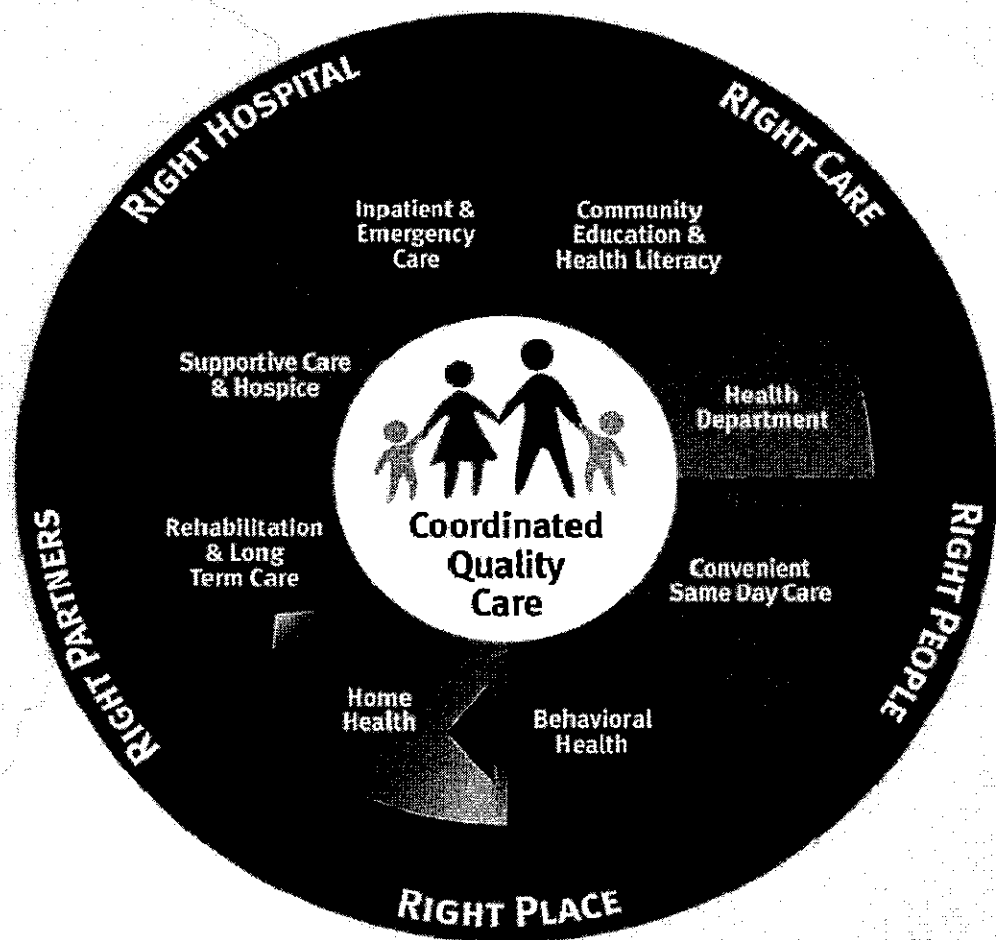 RIGHT HOSPITAL
RIGHT CARE
Inpatient &
Emergency
Care
Community
Education &
Health Literacy
Supportive Care
& Hospice
Health
Department
Coordinated
Quality
Care
Rehabilitation
& Long
Term Care
Convenient
Same Day Care
Home
Health
Behavioral
Health
RIGHT PARTNERS
RIGHT PEOPLE
RIGHT PLACE